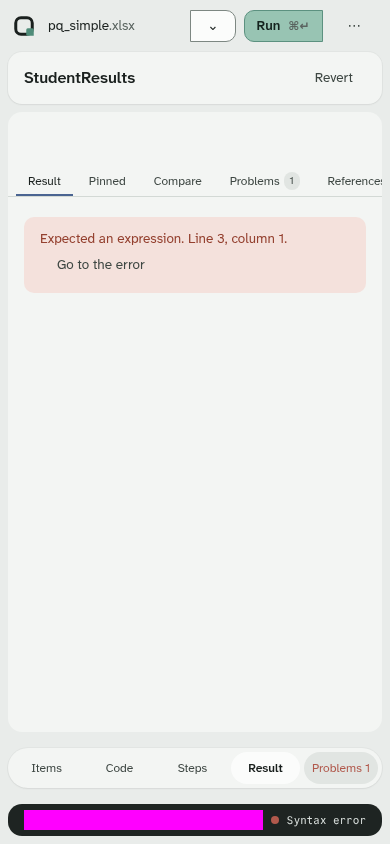 pq_simple.xlsx
Run ⌘↵
StudentResults
Revert
Result Pinned Compare Problems 1 References
Expected an expression. Line 3, column 1.
Go to the error
Items Code Steps Result Problems 1
Syntax error